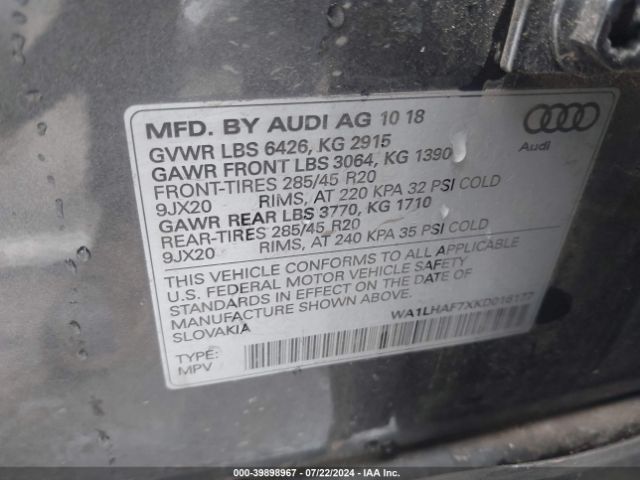 MFD. BY AUDI AG 10 18
GVWR LBS 6426, KG 2915
GAWR FRONT LBS 3064, KG 1390
FRONT-TIRES 285/45 R20
9JX20 RIMS, AT 220 KPA 32 PSI COLD
GAWR REAR LBS 3770, KG 1710
REAR-TIRES 285/45 R20
9JX20 RIMS, AT 240 KPA 35 PSI COLD
Audi
THIS VEHICLE CONFORMS TO ALL APPLICABLE
U.S. FEDERAL MOTOR VEHICLE SAFETY
STANDARDS IN EFFECT ON THE DATE OF
MANUFACTURE SHOWN ABOVE.
SLOVAKIA
TYPE:
MPV
000-39898967 - 07/22/2024 - IAA Inc.